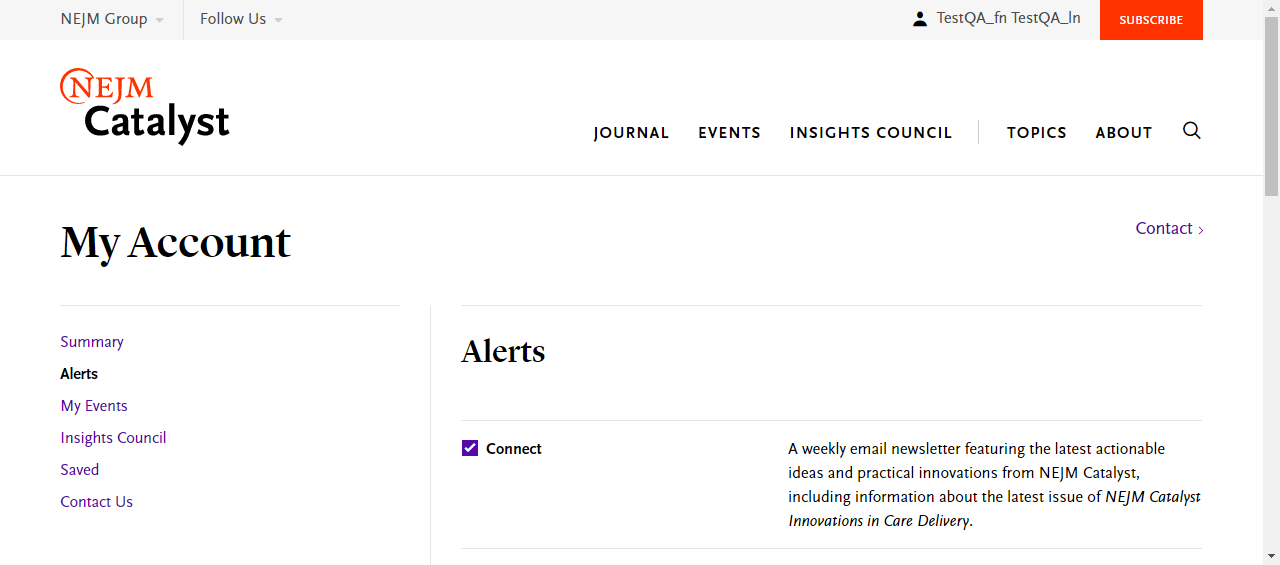 NEJM Group
Follow Us
TestQA_fn TestQA_ln
SUBSCRIBE
NEJM
Catalyst
JOURNAL
EVENTS
INSIGHTS COUNCIL
TOPICS
ABOUT
My Account
Contact
Summary
Alerts
My Events
Insights Council
Saved
Contact Us
Alerts
Connect
A weekly email newsletter featuring the latest actionable
ideas and practical innovations from NEJM Catalyst,
including information about the latest issue of NEJM Catalyst
Innovations in Care Delivery.